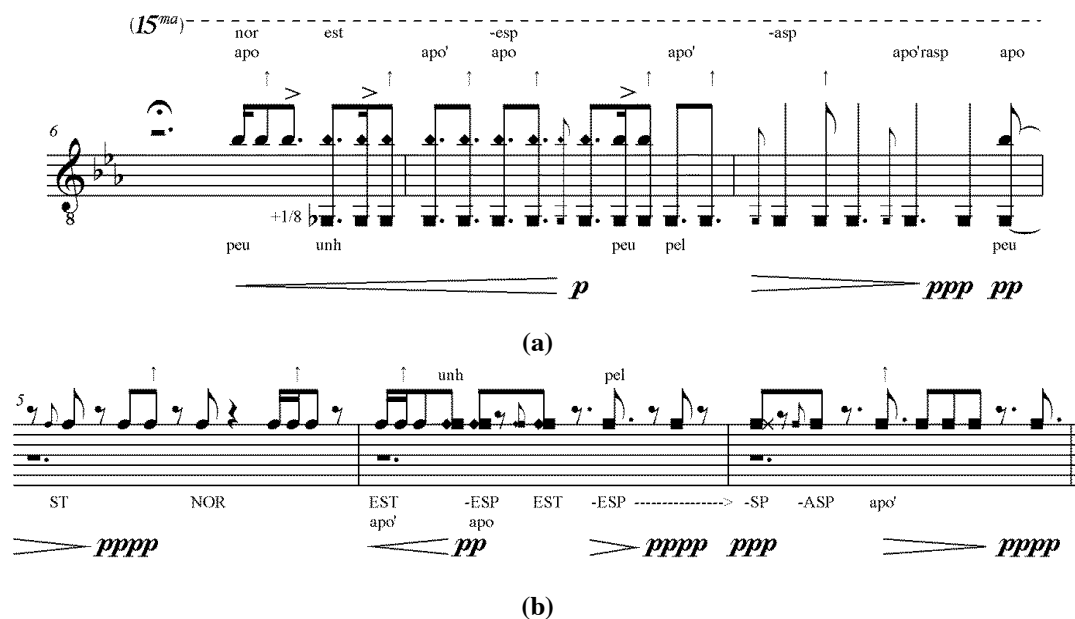 (15ma)
nor est -esp -asp
apo apo' apo apo' apo'rasp apo
6
8
+1/8
peu unh peu pel peu
p ppp pp
(a)
unh pel
5
ST NOR EST -ESP EST -ESP -SP -ASP apo'
apo' apo
pppp pp pppp ppp pppp
(b)